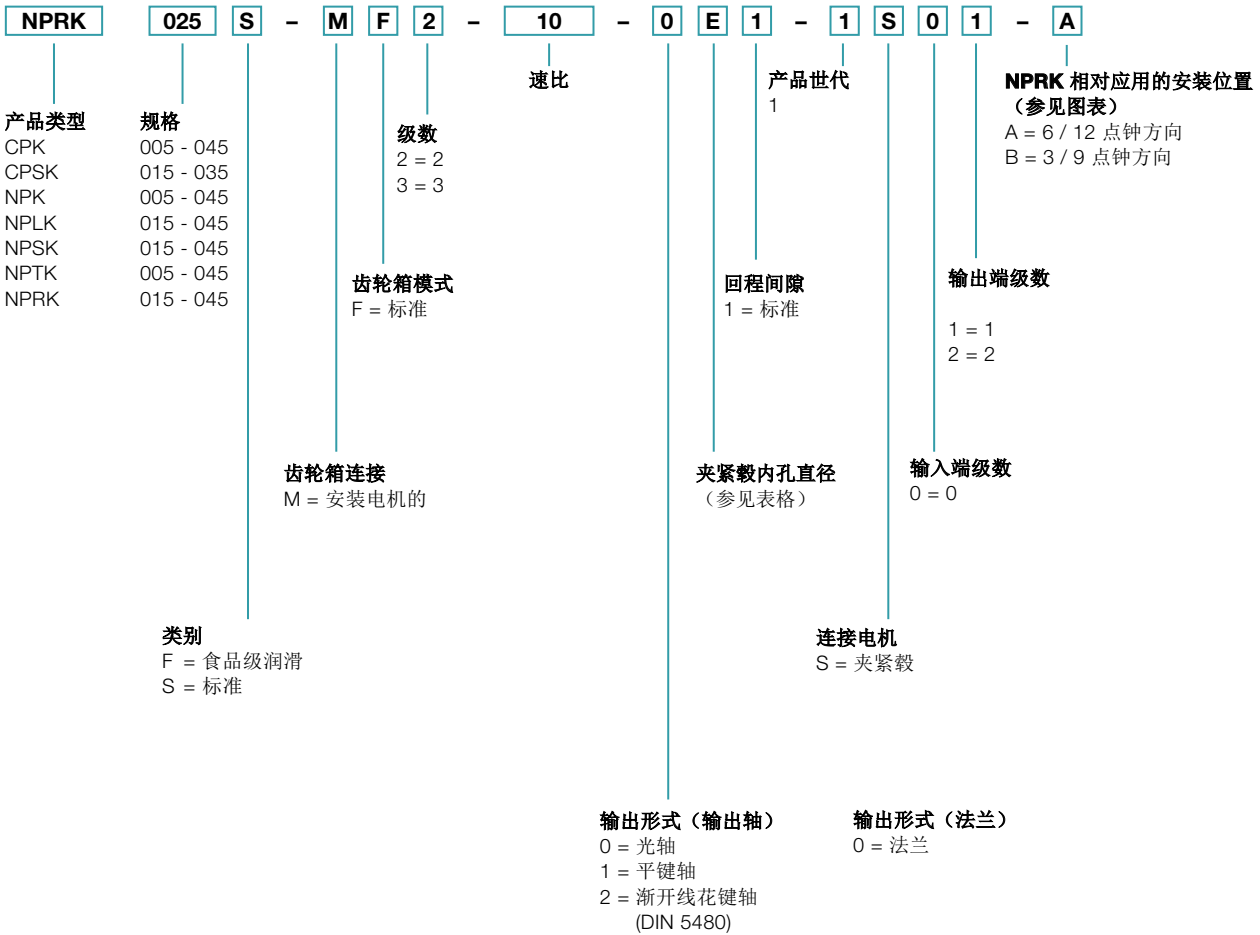 NPRK 025 S – M F 2 – 10 – 0 E 1 – 1 S 0 1 – A
产品类型
CPK
CPSK
NPK
NPLK
NPSK
NPTK
NPRK
规格
005 - 045
015 - 035
005 - 045
015 - 045
015 - 045
005 - 045
015 - 045
级数
2 = 2
3 = 3
速比
产品世代
1
NPRK 相对应用的安装位置
（参见图表）
A = 6 / 12 点钟方向
B = 3 / 9 点钟方向
齿轮箱模式
F = 标准
回程间隙
1 = 标准
输出端级数
1 = 1
2 = 2
齿轮箱连接
M = 安装电机的
夹紧毂内孔直径
（参见表格）
输入端级数
0 = 0
类别
F = 食品级润滑
S = 标准
连接电机
S = 夹紧毂
输出形式（输出轴）
0 = 光轴
1 = 平键轴
2 = 渐开线花键轴
(DIN 5480)
输出形式（法兰）
0 = 法兰